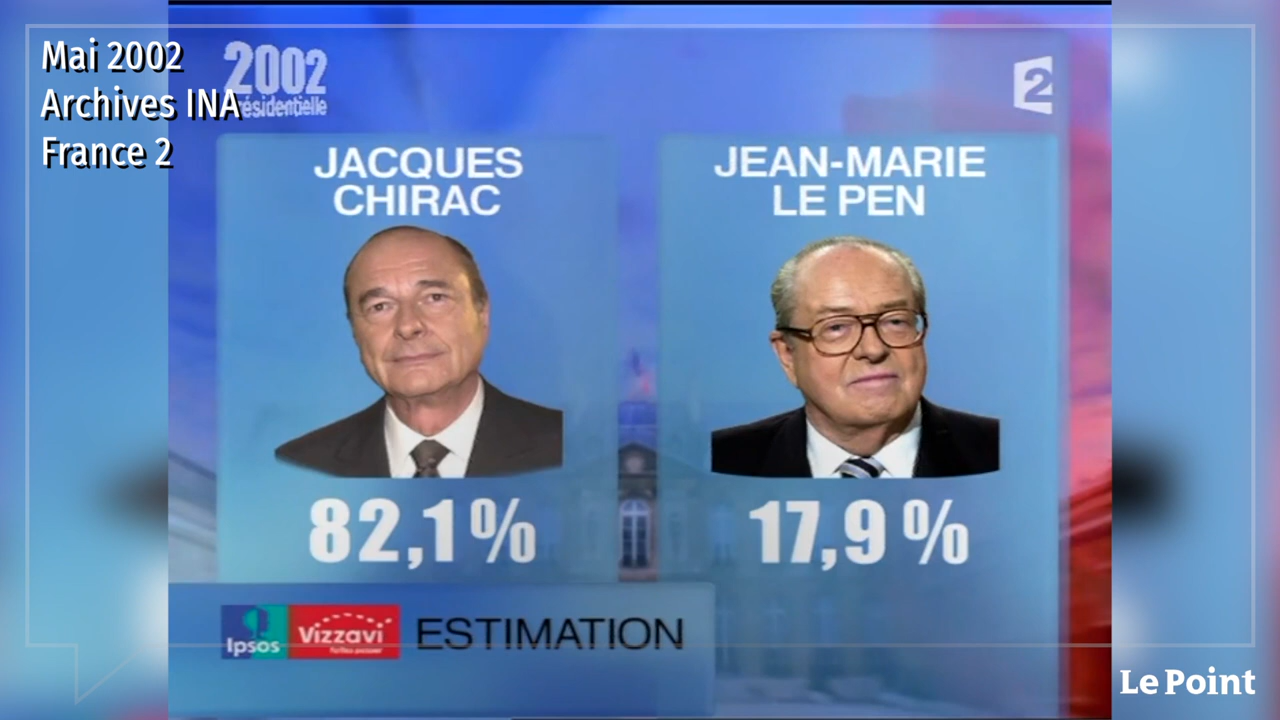 Mai 2002
Archives INA
France 2
2002
résidentielle
2
JACQUES
CHIRAC
JEAN-MARIE
LE PEN
82,1 %
17,9 %
Ipsos
Vizzavi
ESTIMATION
Le Point